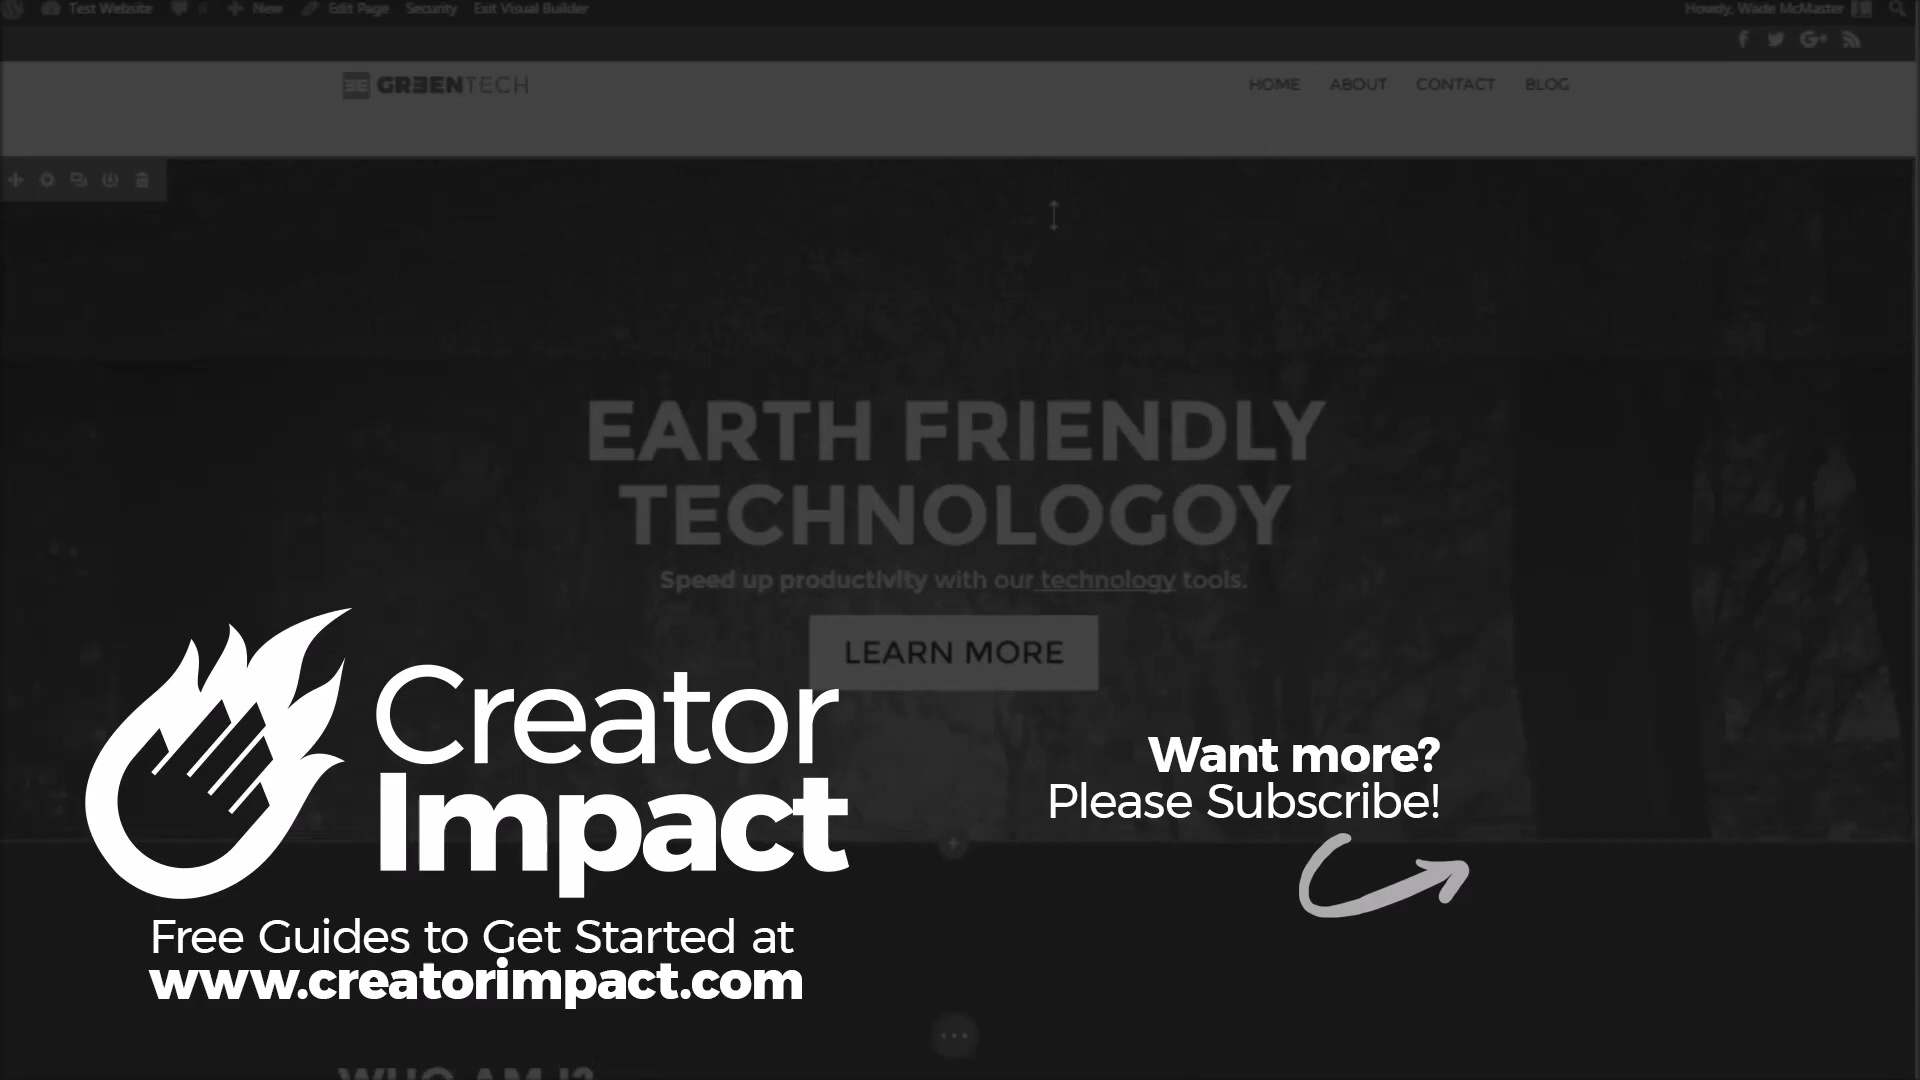 Test Website New Edit Page Security Exit Visual Builder Howdy, Wade McMaster
GREENTECH HOME ABOUT CONTACT BLOG
EARTH FRIENDLY
TECHNOLOGOY
Speed up productivity with our technology tools.
LEARN MORE
Creator
Impact
Want more?
Please Subscribe!
Free Guides to Get Started at
www.creatorimpact.com
WHO AM I?